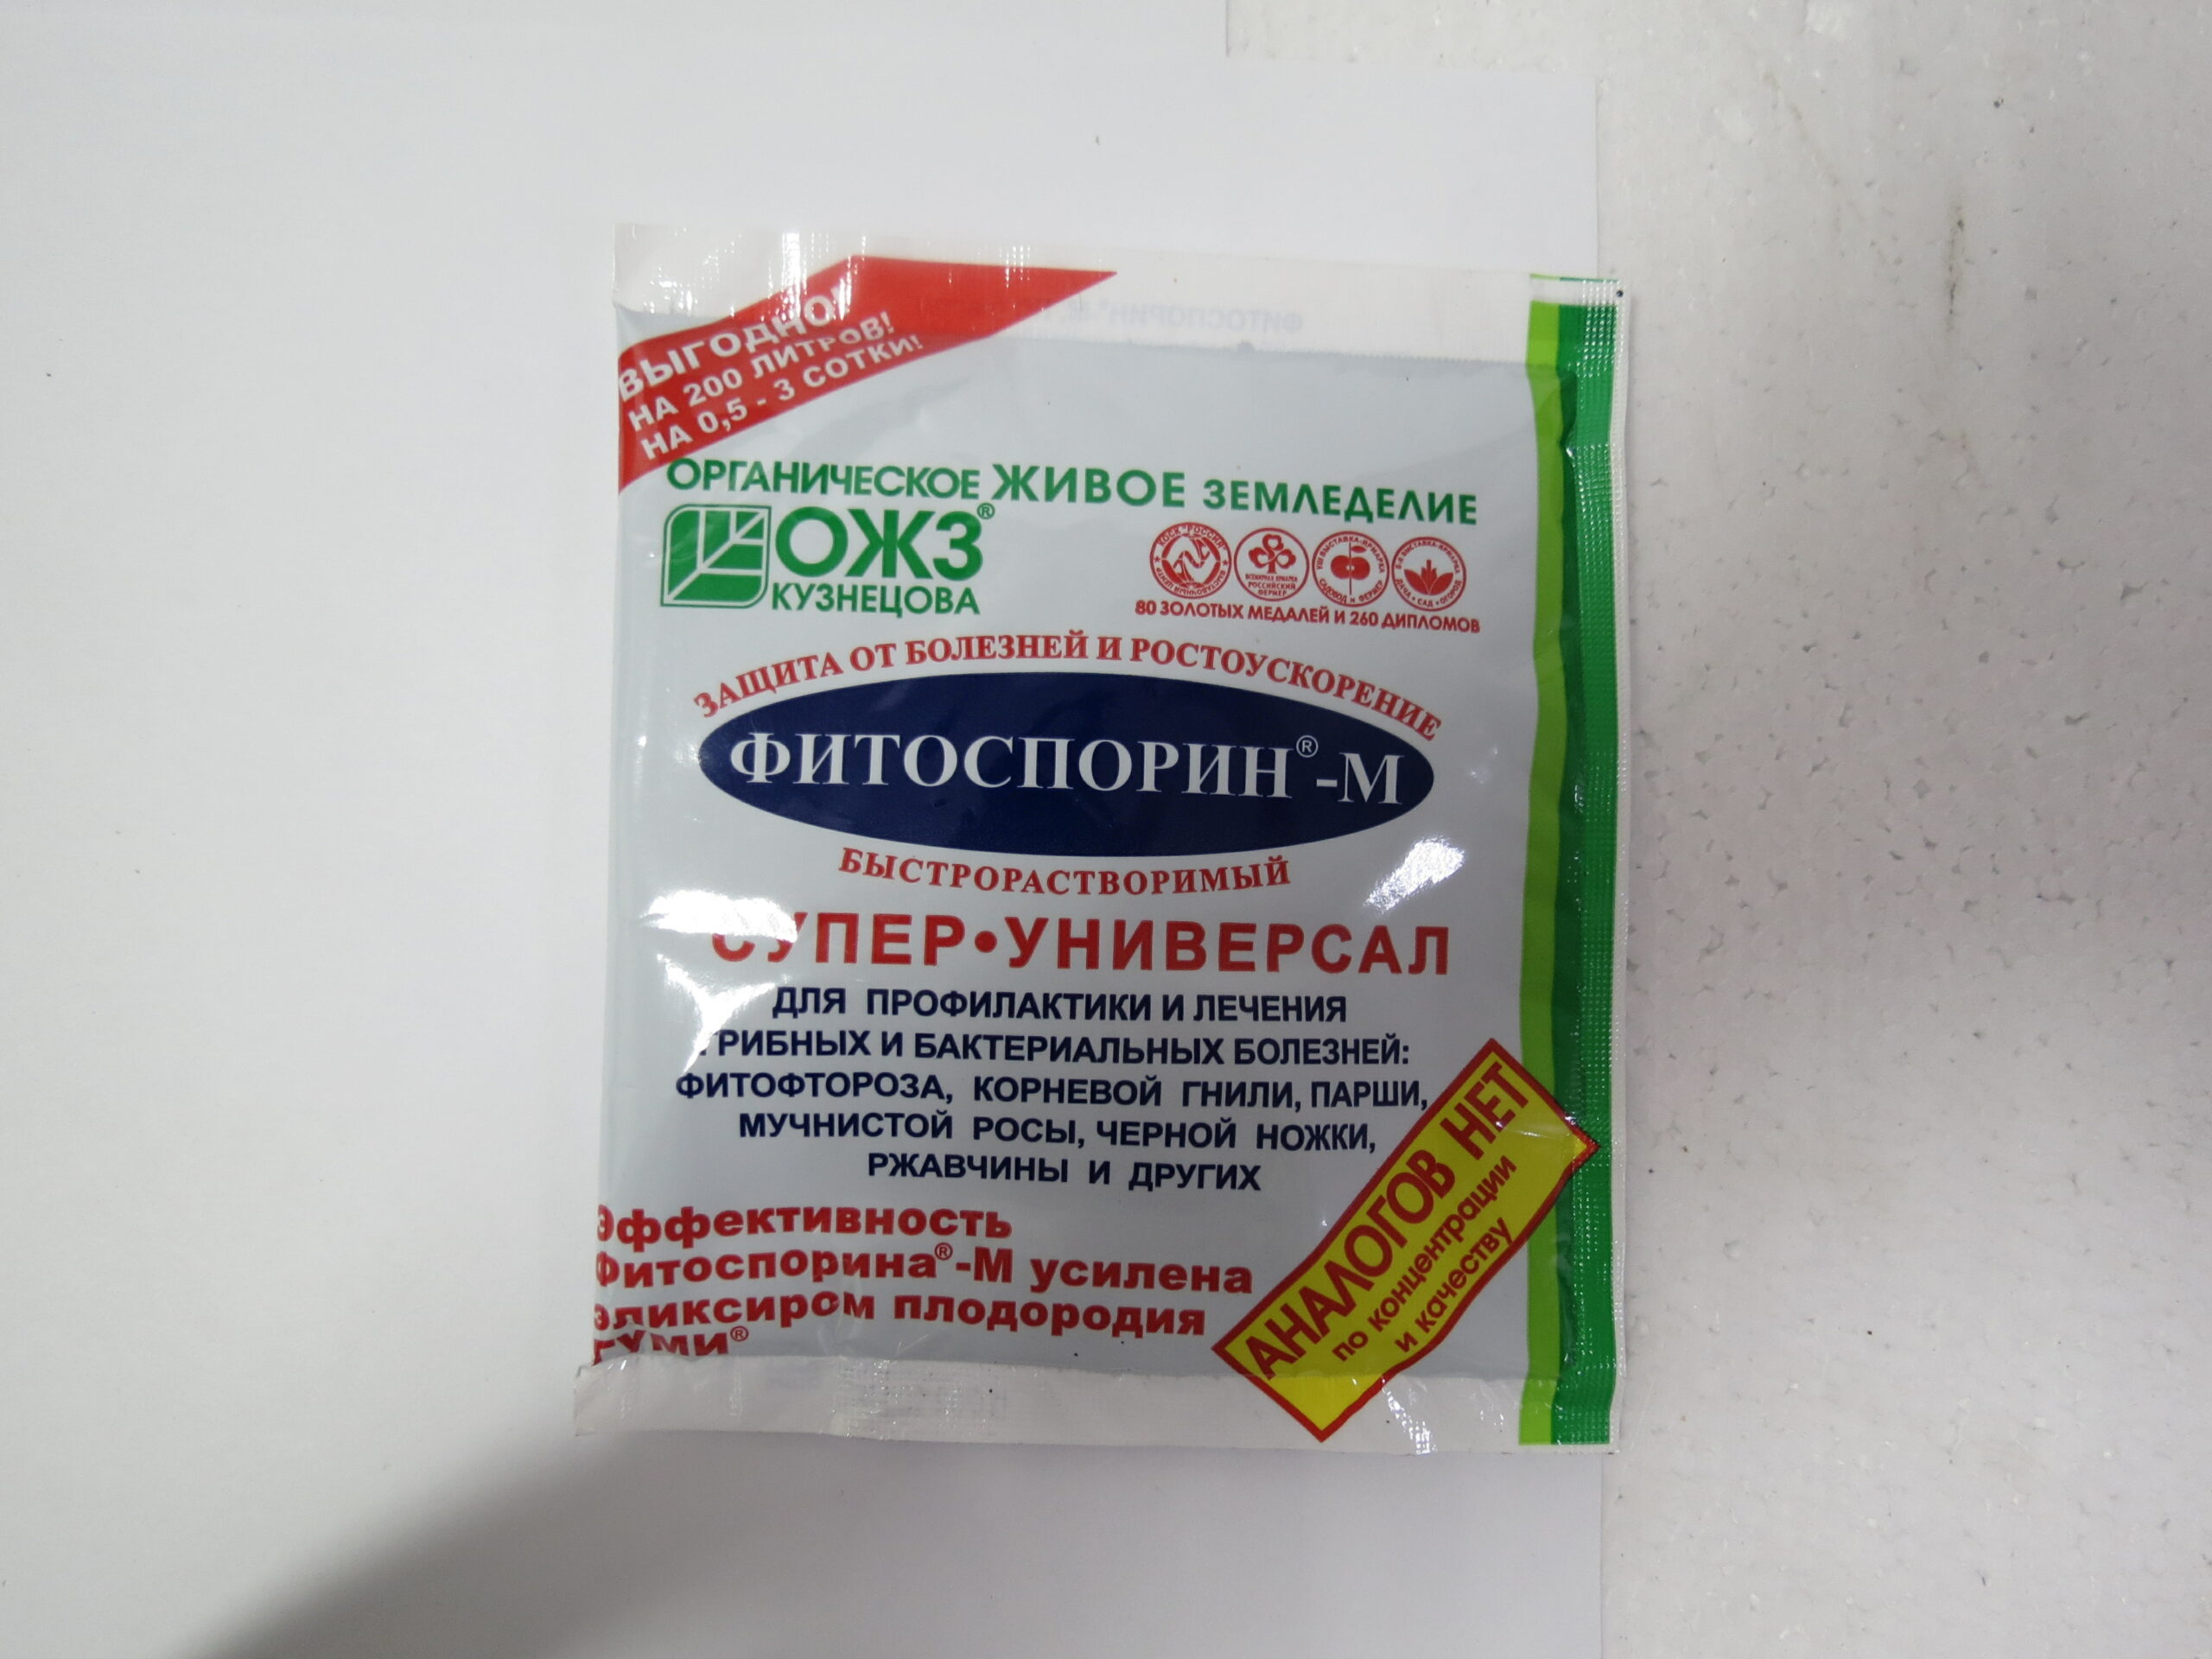 ВЫГОДНО!
НА 200 ЛИТРОВ!
НА 0,5 - 3 СОТКИ!
ОРГАНИЧЕСКОЕ ЖИВОЕ ЗЕМЛЕДЕЛИЕ
ОЖЗ®
КУЗНЕЦОВА
80 ЗОЛОТЫХ МЕДАЛЕЙ И 260 ДИПЛОМОВ
ЗАЩИТА ОТ БОЛЕЗНЕЙ И РОСТОУСКОРЕНИЕ
ФИТОСПОРИН®-М
БЫСТРОРАСТВОРИМЫЙ
СУПЕР•УНИВЕРСАЛ
ДЛЯ ПРОФИЛАКТИКИ И ЛЕЧЕНИЯ
ГРИБНЫХ И БАКТЕРИАЛЬНЫХ БОЛЕЗНЕЙ:
ФИТОФТОРОЗА, КОРНЕВОЙ ГНИЛИ, ПАРШИ,
МУЧНИСТОЙ РОСЫ, ЧЕРНОЙ НОЖКИ,
РЖАВЧИНЫ И ДРУГИХ
Эффективность
Фитоспорина®-М усилена
эликсиром плодородия
ГУМИ®
АНАЛОГОВ НЕТ
по концентрации
и качеству